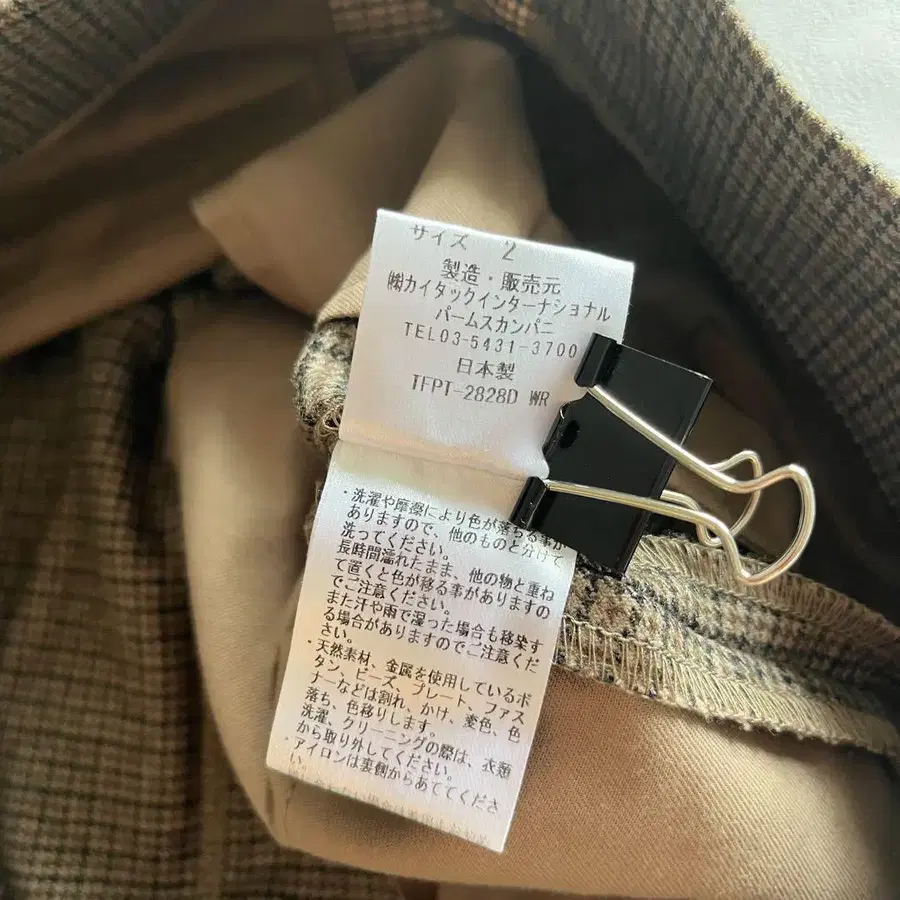 サイズ 2
製造・販売元
㈱カイタックインターナショナル
パームスカンパニ
TEL03-5431-3700
日本製
TFPT-2828D WR
・洗濯や摩擦により色が落ちる事が
ありますので、他のものと分けて
洗ってください。
長時間濡れたまま、他の物と重ね
て置くと色が移る事がありますの
でご注意ください。
また汗や雨で湿った場合も移染す
る場合がありますのでご注意くだ
さい。
・天然素材、金属を使用しているボ
タン、ビーズ、プレート、ファス
ナーなどは割れ、かけ、変色、色
落ち、色移りします。
洗濯、クリーニングの際は、衣類
から取り外してください。
・アイロンは裏側からあててくださ
い。